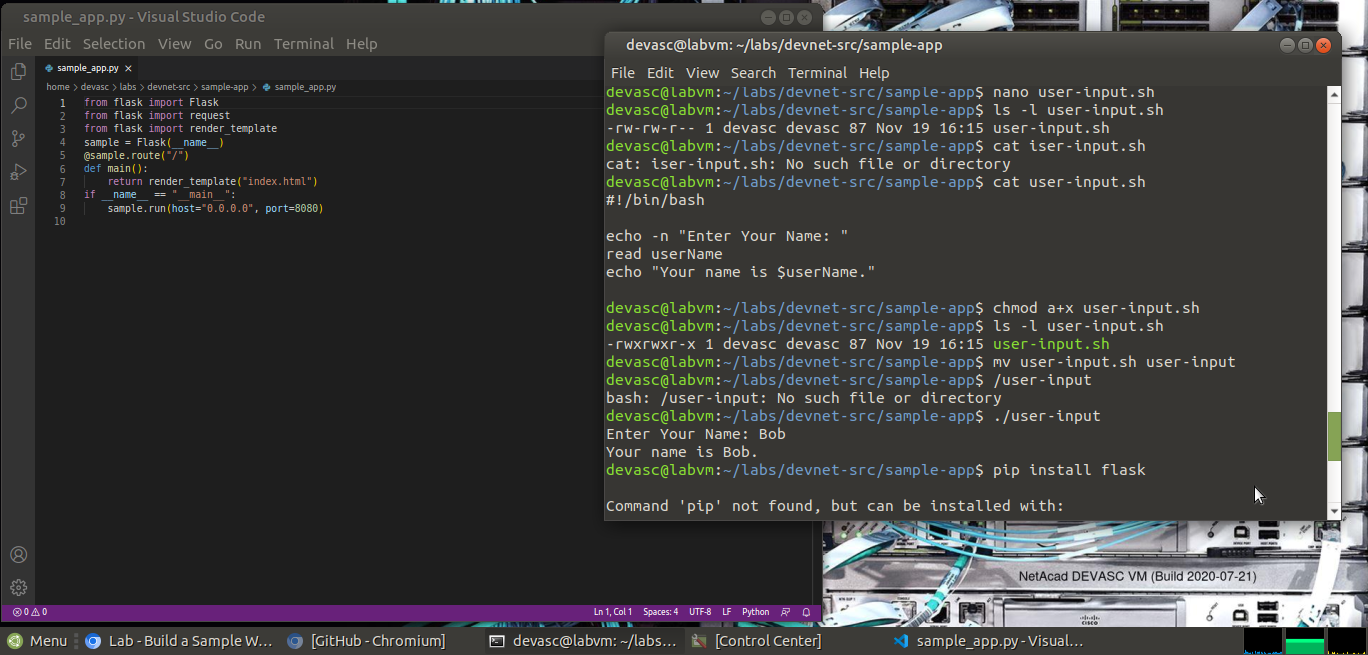 sample_app.py - Visual Studio Code
File Edit Selection View Go Run Terminal Help
sample_app.py ×
home > devasc > labs > devnet-src > sample-app > sample_app.py
1 from flask import Flask
2 from flask import request
3 from flask import render_template
4 sample = Flask(__name__)
5 @sample.route("/")
6 def main():
7 return render_template("index.html")
8 if __name__ == "__main__":
9 sample.run(host="0.0.0.0", port=8080)
10
0 0
Ln 1, Col 1 Spaces: 4 UTF-8 LF Python
devasc@labvm: ~/labs/devnet-src/sample-app
File Edit View Search Terminal Help
devasc@labvm:~/labs/devnet-src/sample-app$ nano user-input.sh
devasc@labvm:~/labs/devnet-src/sample-app$ ls -l user-input.sh
-rw-rw-r-- 1 devasc devasc 87 Nov 19 16:15 user-input.sh
devasc@labvm:~/labs/devnet-src/sample-app$ cat iser-input.sh
cat: iser-input.sh: No such file or directory
devasc@labvm:~/labs/devnet-src/sample-app$ cat user-input.sh
#!/bin/bash
echo -n "Enter Your Name: "
read userName
echo "Your name is $userName."
devasc@labvm:~/labs/devnet-src/sample-app$ chmod a+x user-input.sh
devasc@labvm:~/labs/devnet-src/sample-app$ ls -l user-input.sh
-rwxrwxr-x 1 devasc devasc 87 Nov 19 16:15 user-input.sh
devasc@labvm:~/labs/devnet-src/sample-app$ mv user-input.sh user-input
devasc@labvm:~/labs/devnet-src/sample-app$ /user-input
bash: /user-input: No such file or directory
devasc@labvm:~/labs/devnet-src/sample-app$ ./user-input
Enter Your Name: Bob
Your name is Bob.
devasc@labvm:~/labs/devnet-src/sample-app$ pip install flask
Command 'pip' not found, but can be installed with:
NetAcad DEVASC VM (Build 2020-07-21)
CISCO
Menu Lab - Build a Sample W... [GitHub - Chromium] devasc@labvm: ~/labs... [Control Center] sample_app.py - Visual...